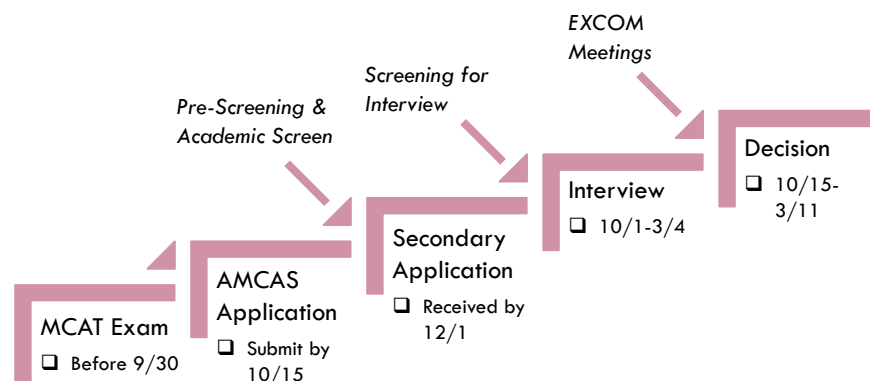 EXCOM
Meetings
Screening for
Interview
Pre-Screening &
Academic Screen
Decision
❑ 10/15-
3/11
Interview
❑ 10/1-3/4
Secondary
Application
❑ Received by
12/1
AMCAS
Application
❑ Submit by
10/15
MCAT Exam
❑ Before 9/30